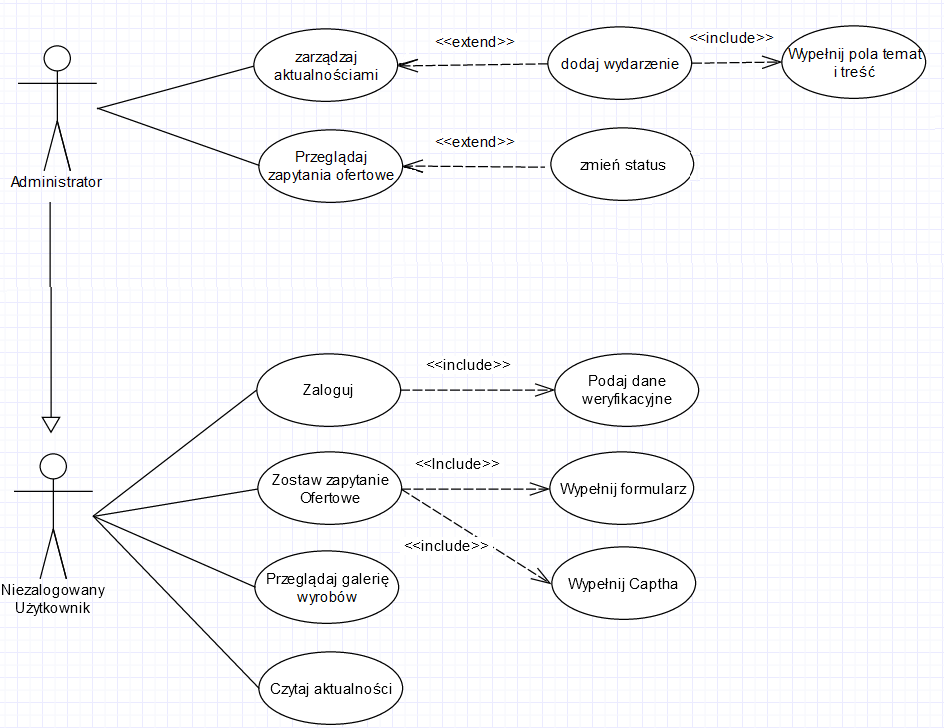 zarządzaj
aktualnościami
<<extend>>
dodaj wydarzenie
<<include>>
Wypełnij pola temat
i treść
Administrator
Przeglądaj
zapytania ofertowe
<<extend>>
zmień status
Zaloguj
<<include>>
Podaj dane
weryfikacyjne
Zostaw zapytanie
Ofertowe
<<Include>>
Wypełnij formularz
<<include>>
Wypełnij Captha
Niezalogowany
Użytkownik
Przeglądaj galerię
wyrobów
Czytaj aktualności